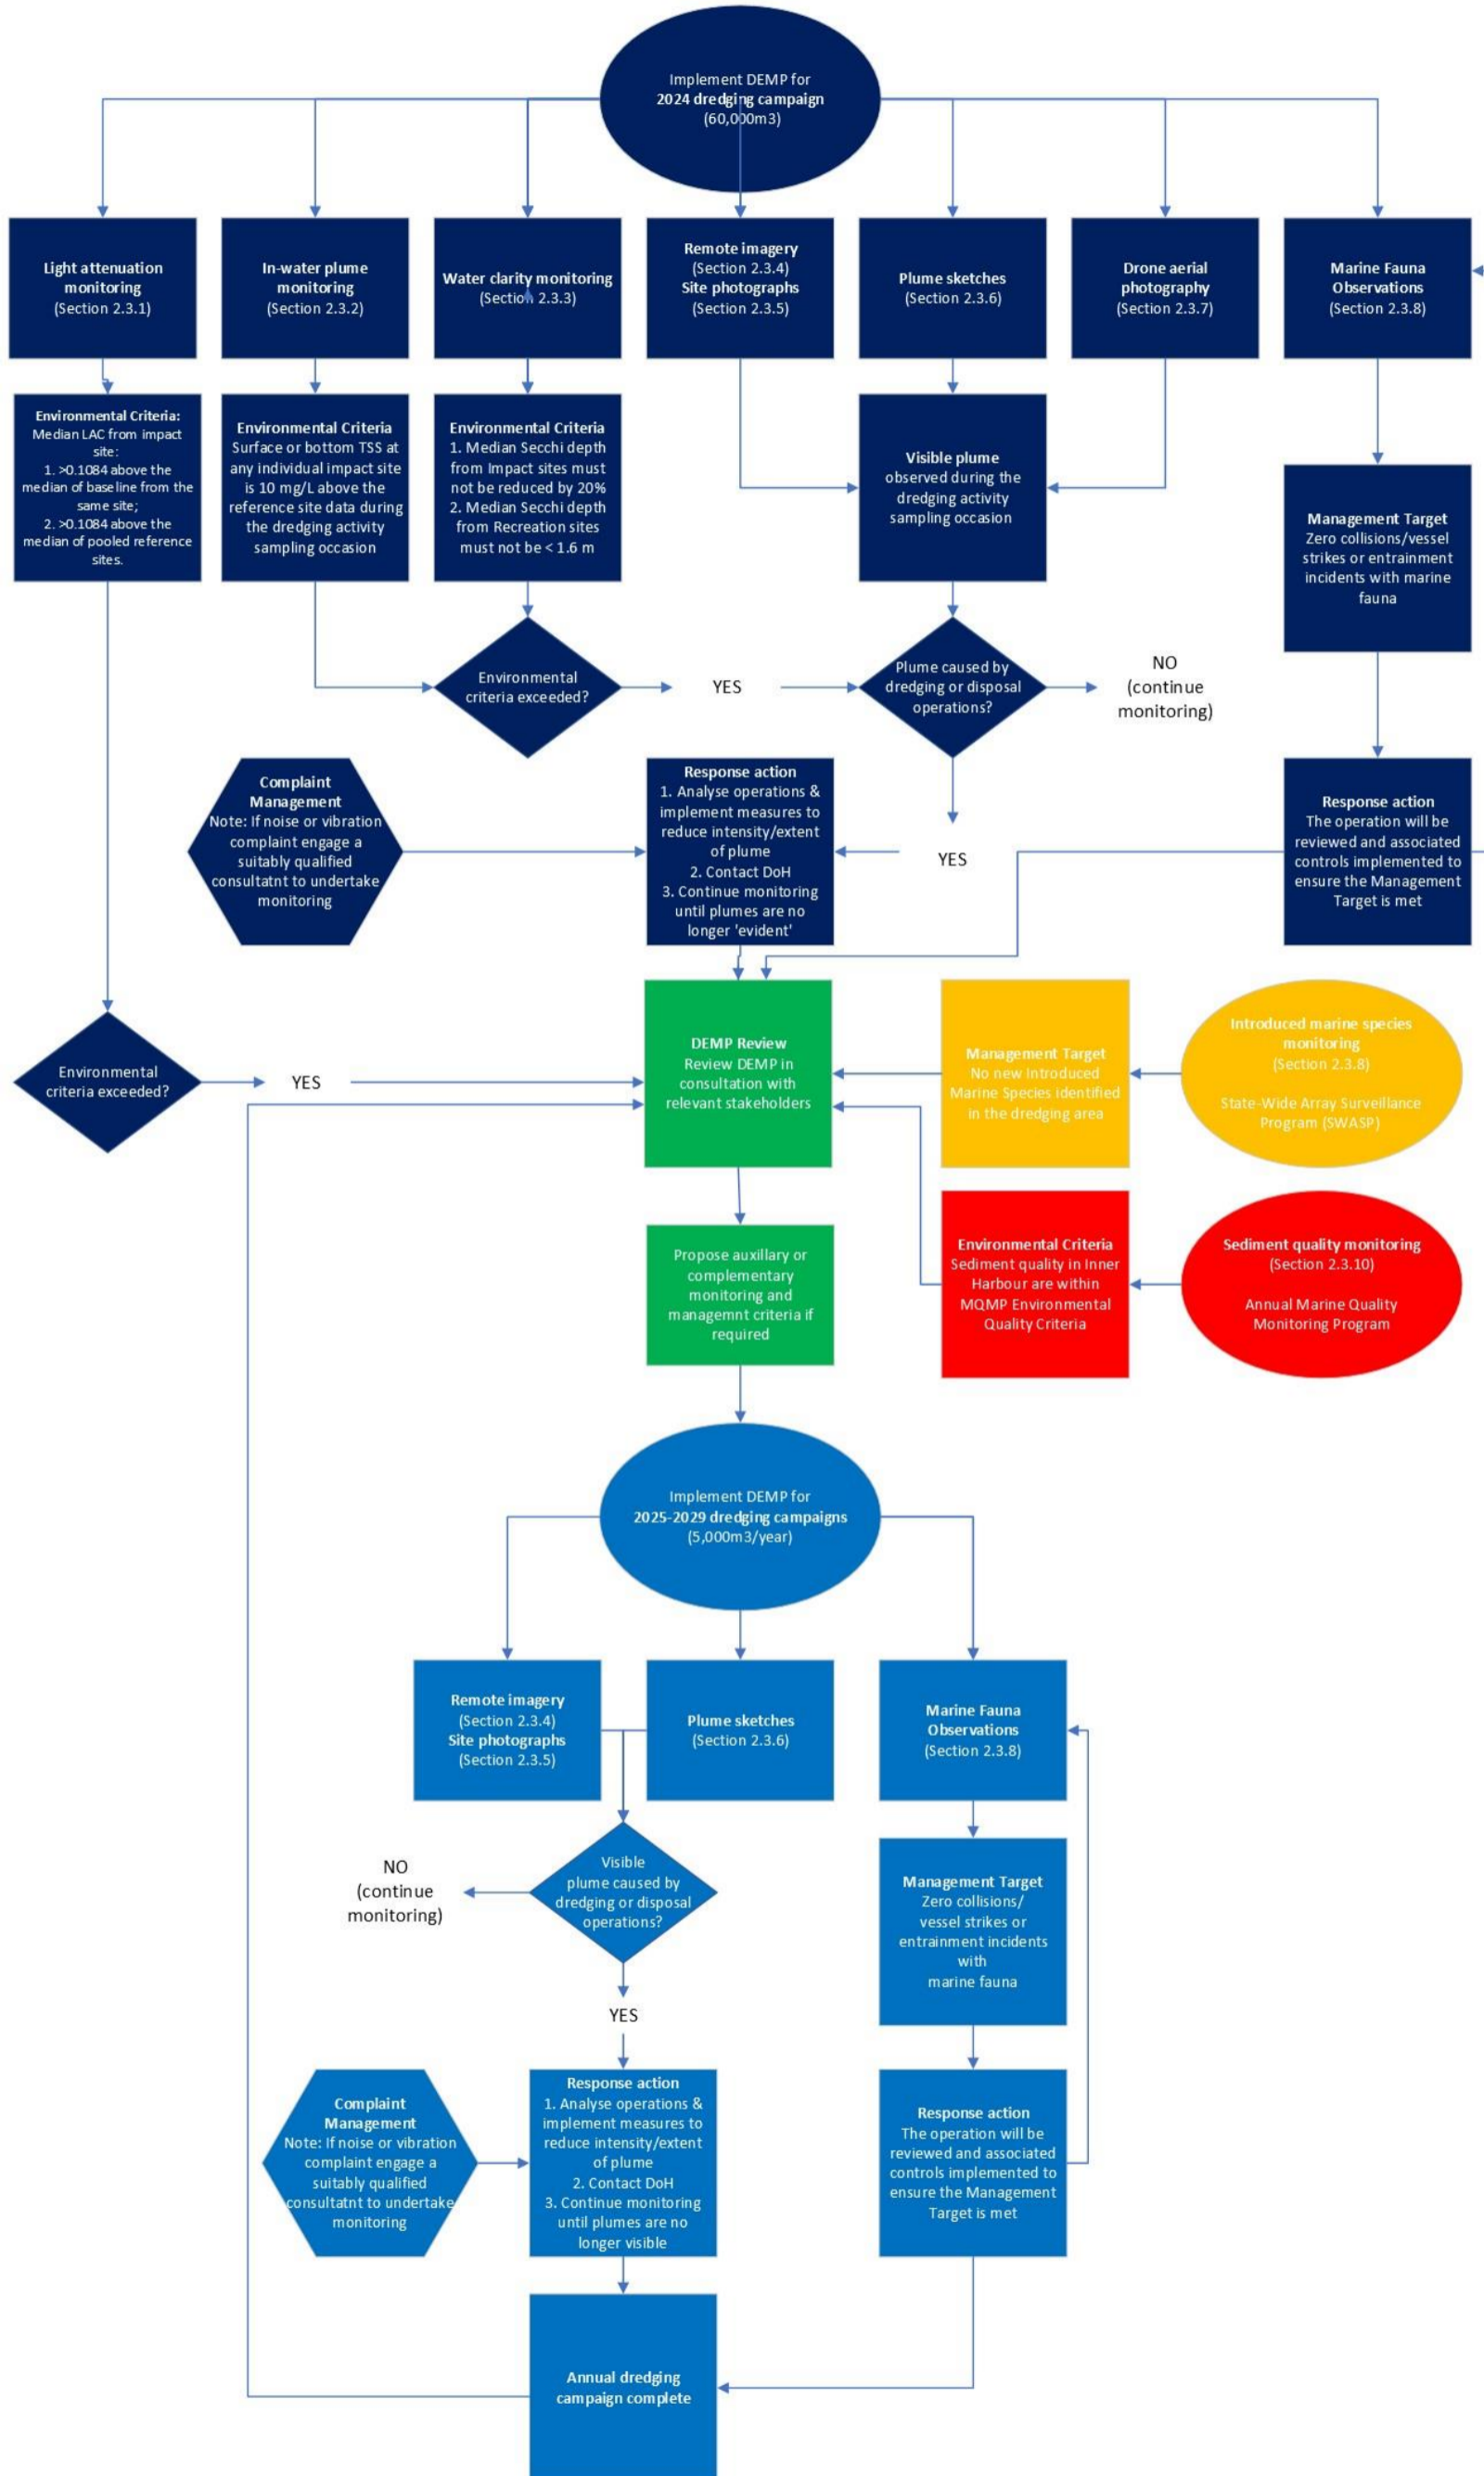 Implement DEMP for
2024 dredging campaign
(60,000m3)
Light attenuation
monitoring
(Section 2.3.1)
In-water plume
monitoring
(Section 2.3.2)
Water clarity monitoring
(Section 2.3.3)
Remote imagery
(Section 2.3.4)
Site photographs
(Section 2.3.5)
Plume sketches
(Section 2.3.6)
Drone aerial
photography
(Section 2.3.7)
Marine Fauna
Observations
(Section 2.3.8)
Environmental Criteria:
Median LAC from impact
site:
1. >0.1084 above the
median of baseline from the
same site;
2. >0.1084 above the
median of pooled reference
sites.
Environmental Criteria
Surface or bottom TSS at
any individual impact site
is 10 mg/L above the
reference site data during
the dredging activity
sampling occasion
Environmental Criteria
1. Median Secchi depth
from Impact sites must
not be reduced by 20%
2. Median Secchi depth
from Recreation sites
must not be < 1.6 m
Visible plume
observed during the
dredging activity
sampling occasion
Management Target
Zero collisions/vessel
strikes or entrainment
incidents with marine
fauna
Environmental
criteria exceeded?
YES
Plume caused by
dredging or disposal
operations?
NO
(continue
monitoring)
Complaint
Management
Note: If noise or vibration
complaint engage a
suitably qualified
consultatnt to undertake
monitoring
Response action
1. Analyse operations &
implement measures to
reduce intensity/extent
of plume
2. Contact DoH
3. Continue monitoring
until plumes are no
longer 'evident'
YES
Response action
The operation will be
reviewed and associated
controls implemented to
ensure the Management
Target is met
Environmental
criteria exceeded?
YES
DEMP Review
Review DEMP in
consultation with
relevant stakeholders
Management Target
No new Introduced
Marine Species identified
in the dredging area
Introduced marine species
monitoring
(Section 2.3.8)
State-Wide Array Surveillance
Program (SWASP)
Propose auxillary or
complementary
monitoring and
managemnt criteria if
required
Environmental Criteria
Sediment quality in Inner
Harbour are within
MQMP Environmental
Quality Criteria
Sediment quality monitoring
(Section 2.3.10)
Annual Marine Quality
Monitoring Program
Implement DEMP for
2025-2029 dredging campaigns
(5,000m3/year)
Remote imagery
(Section 2.3.4)
Site photographs
(Section 2.3.5)
Plume sketches
(Section 2.3.6)
Marine Fauna
Observations
(Section 2.3.8)
NO
(continue
monitoring)
Visible
plume caused by
dredging or disposal
operations?
Management Target
Zero collisions/
vessel strikes or
entrainment incidents
with
marine fauna
YES
Complaint
Management
Note: If noise or vibration
complaint engage a
suitably qualified
consultatnt to undertake
monitoring
Response action
1. Analyse operations &
implement measures to
reduce intensity/extent
of plume
2. Contact DoH
3. Continue monitoring
until plumes are no
longer visible
Response action
The operation will be
reviewed and associated
controls implemented to
ensure the Management
Target is met
Annual dredging
campaign complete